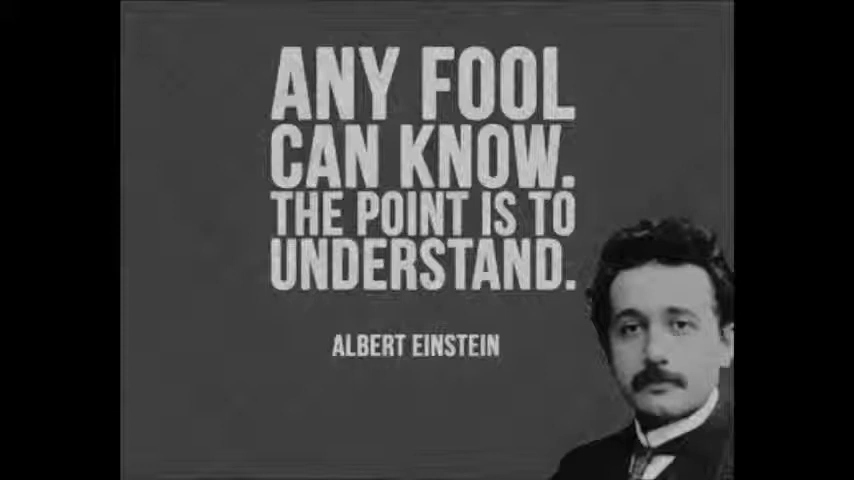 ANY FOOL
CAN KNOW.
THE POINT IS TO
UNDERSTAND.
ALBERT EINSTEIN